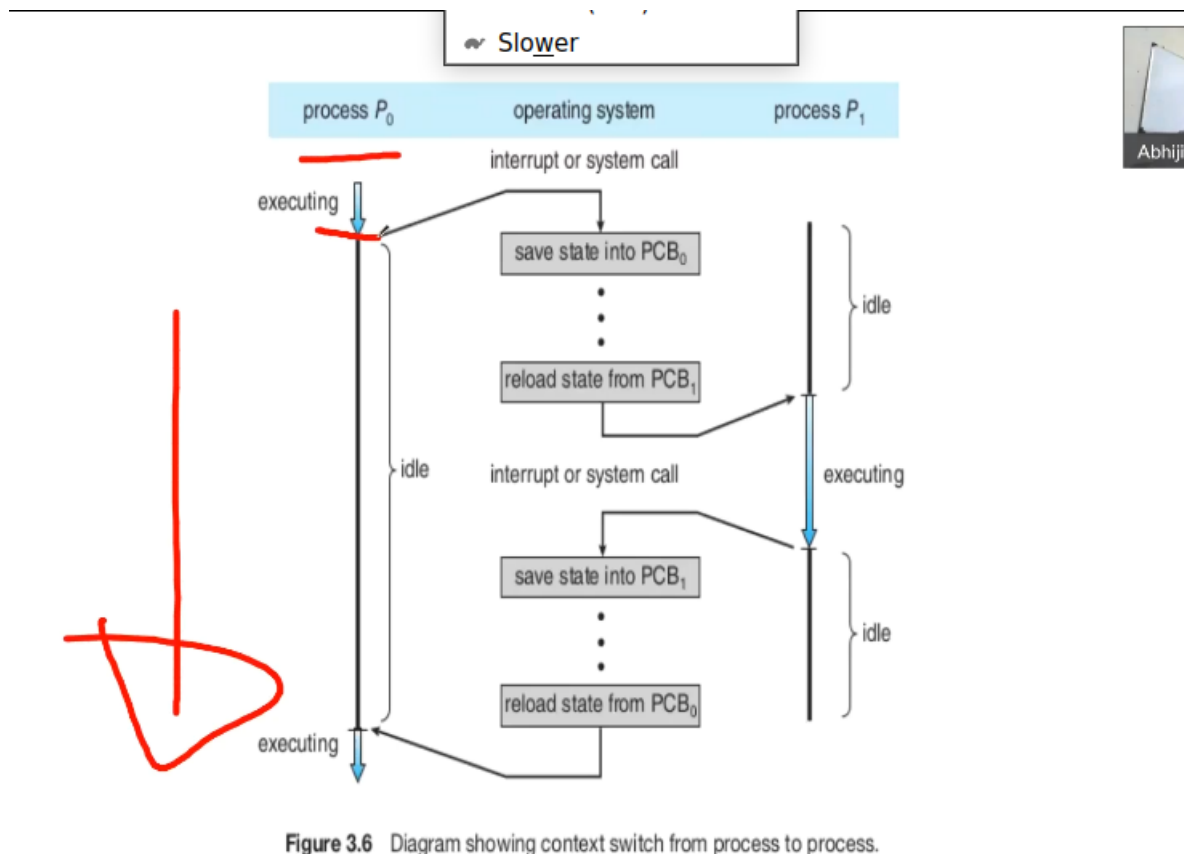 Slower
Abhiji
process P0 operating system process P1
interrupt or system call
executing
save state into PCB0
idle
reload state from PCB1
idle
interrupt or system call
executing
save state into PCB1
idle
reload state from PCB0
executing
Figure 3.6 Diagram showing context switch from process to process.